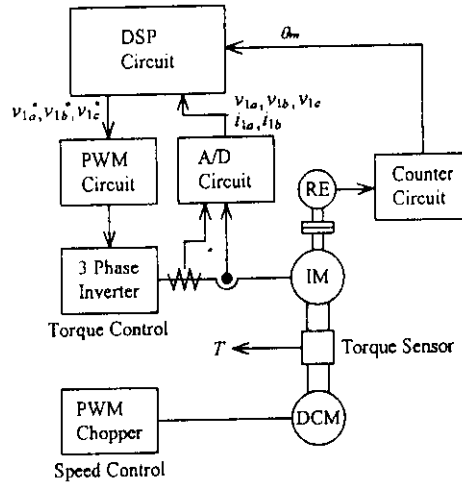 DSP
Circuit
θm
v1a*, v1b*, v1c*
v1a, v1b, v1c
i1a, i1b
PWM
Circuit
A/D
Circuit
RE
Counter
Circuit
3 Phase
Inverter
IM
Torque Control
T
Torque Sensor
PWM
Chopper
DCM
Speed Control